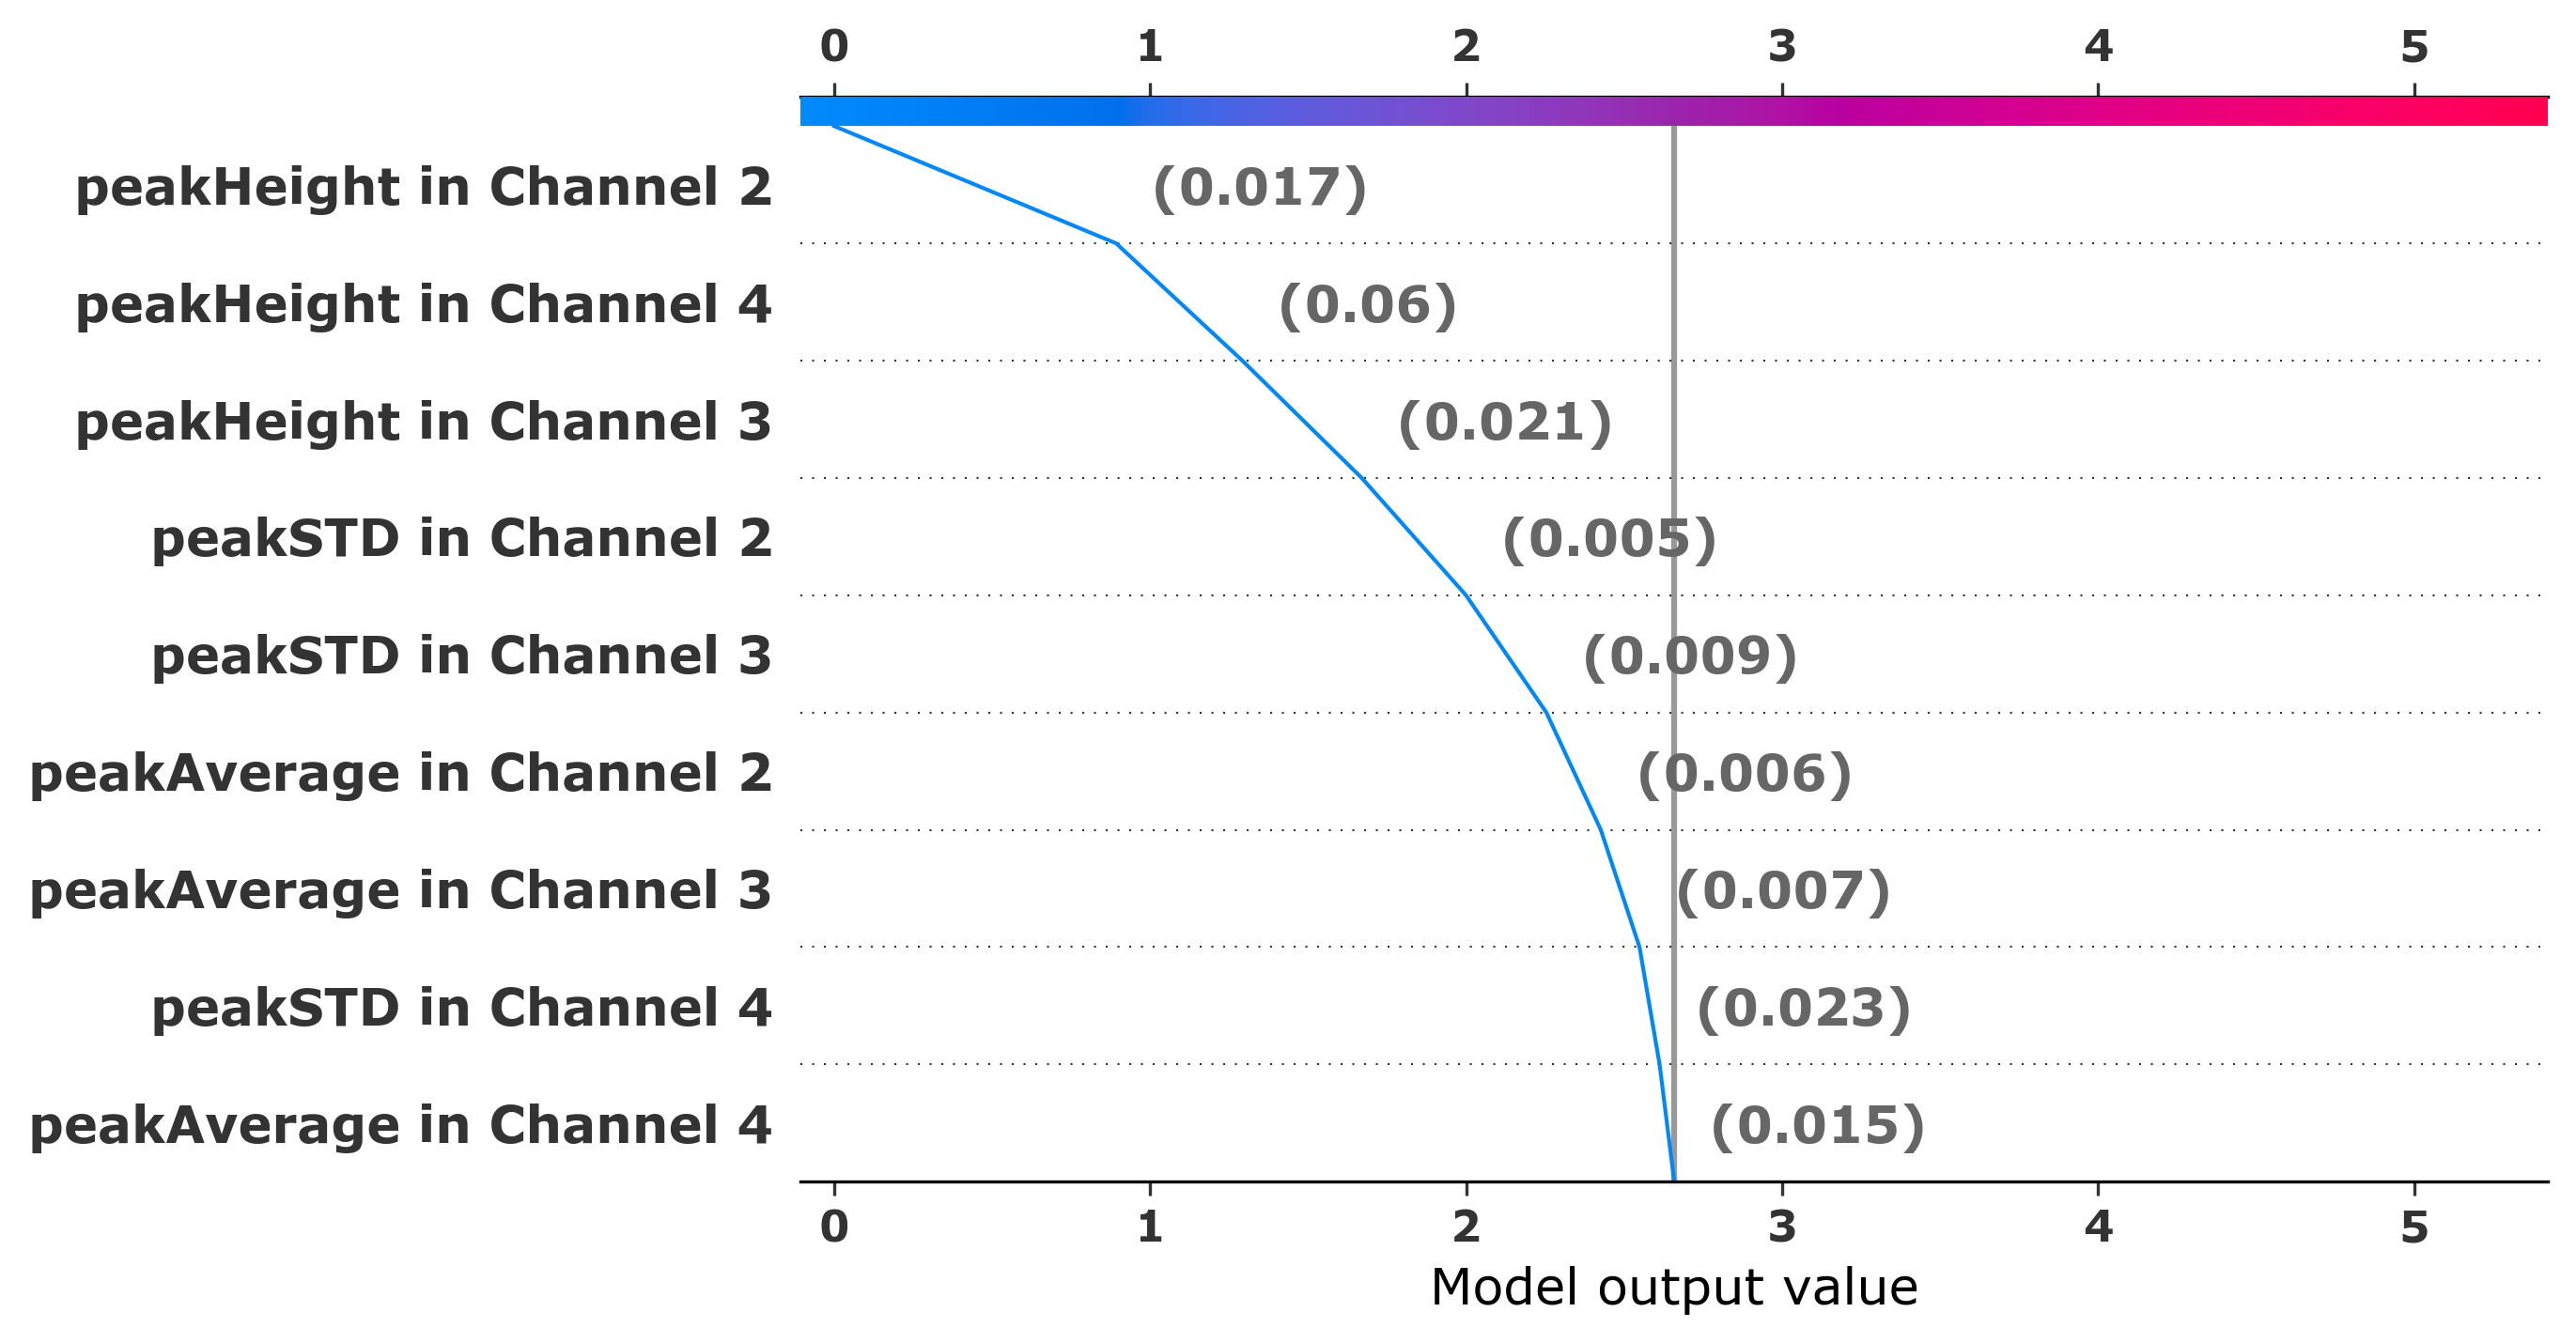 0 1 2 3 4 5
peakHeight in Channel 2 (0.017)
peakHeight in Channel 4 (0.06)
peakHeight in Channel 3 (0.021)
peakSTD in Channel 2 (0.005)
peakSTD in Channel 3 (0.009)
peakAverage in Channel 2 (0.006)
peakAverage in Channel 3 (0.007)
peakSTD in Channel 4 (0.023)
peakAverage in Channel 4 (0.015)
0 1 2 3 4 5
Model output value